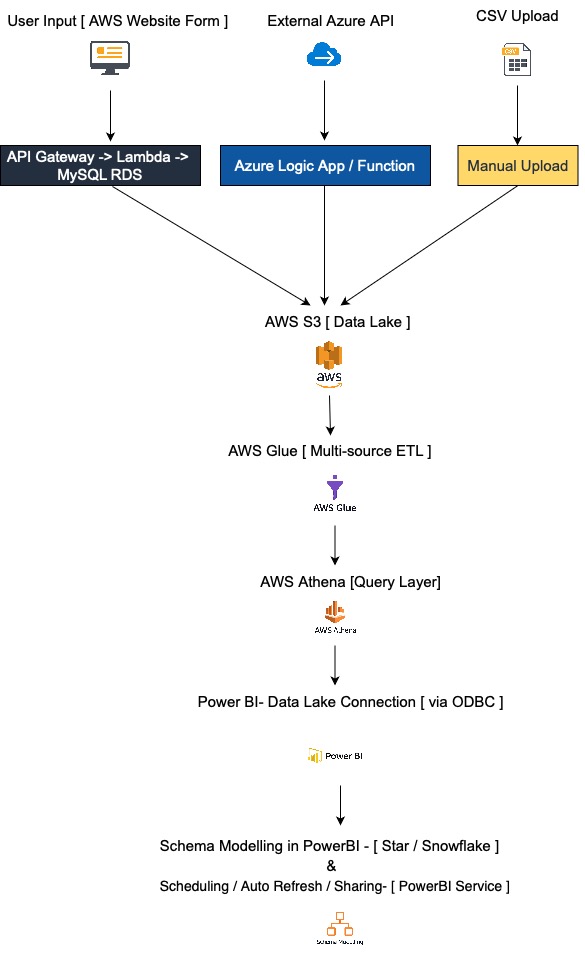 User Input [ AWS Website Form ]
External Azure API
CSV Upload
CSV
API Gateway -> Lambda ->
MySQL RDS
Azure Logic App / Function
Manual Upload
AWS S3 [ Data Lake ]
aws
AWS Glue [ Multi-source ETL ]
AWS Glue
AWS Athena [Query Layer]
AWS Athena
Power BI- Data Lake Connection [ via ODBC ]
Power BI
Schema Modelling in PowerBI - [ Star / Snowflake ]
&
Scheduling / Auto Refresh / Sharing- [ PowerBI Service ]
Schema Modelling